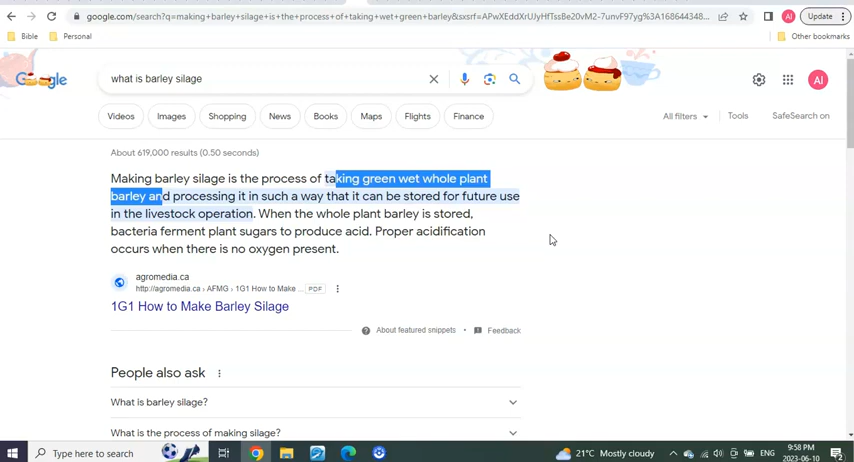 google.com/search?q=making+barley+silage+is+the+process+of+taking+wet+green+barley&sxsrf=APwXEddXrUJyHfTssBe20vM2-7unvF97yg%3A168644348...
Update
Bible
Personal
Other bookmarks
Google
what is barley silage
AI
Videos
Images
Shopping
News
Books
Maps
Flights
Finance
All filters
Tools
SafeSearch on
About 619,000 results (0.50 seconds)
Making barley silage is the process of taking green wet whole plant
barley and processing it in such a way that it can be stored for future use
in the livestock operation. When the whole plant barley is stored,
bacteria ferment plant sugars to produce acid. Proper acidification
occurs when there is no oxygen present.
agromedia.ca
http://agromedia.ca › AFMG › 1G1 How to Make ...
PDF
1G1 How to Make Barley Silage
About featured snippets • Feedback
People also ask
What is barley silage?
What is the process of making silage?
Type here to search
21°C Mostly cloudy
ENG
9:58 PM
2023-06-10
2